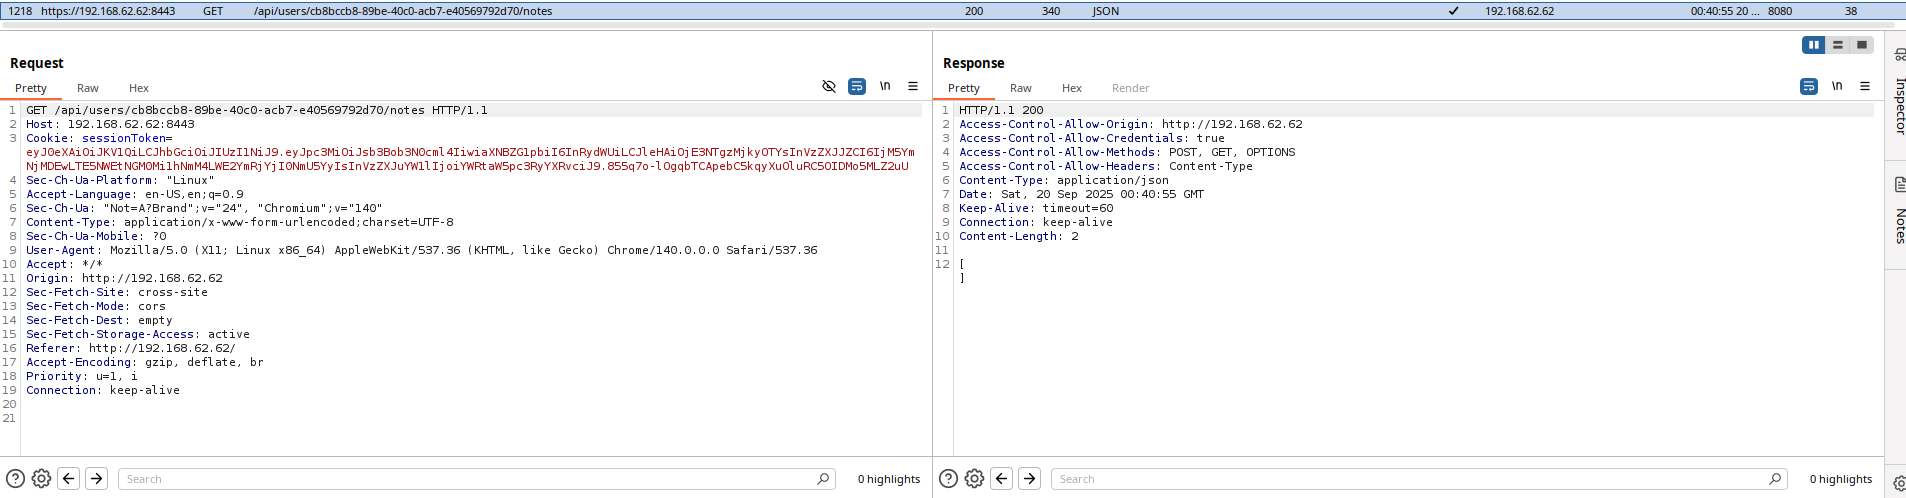 1218 https://192.168.62.62:8443 GET /api/users/cb8bccb8-89be-40c0-acb7-e40569792d70/notes 200 340 JSON ✓ 192.168.62.62 00:40:55 20 ... 8080 38
Request
Pretty Raw Hex
\n
1 GET /api/users/cb8bccb8-89be-40c0-acb7-e40569792d70/notes HTTP/1.1
2 Host: 192.168.62.62:8443
3 Cookie: sessionToken=
eyJ0eXAiOiJKV1QiLCJhbGciOiJIUzI1NiJ9.eyJpc3MiOiJsb3Bob3N0cml4IiwiaXNBZG1pbiI6InRydWUiLCJleHAiOjE3NTgzMjkyOTYsInVzZXJJZCI6IjM5Ym
NjMDEwLTE5NWEtNGM0Mi1hNmM4LWE2YmRjYjI0NmU5YyIsInVzZXJuYW1lIjoiYWRtaW5pc3RyYXRvciJ9.855q7o-lOgqbTCApebC5kqyXuOluRC5OIDMo5MLZ2uU
4 Sec-Ch-Ua-Platform: "Linux"
5 Accept-Language: en-US,en;q=0.9
6 Sec-Ch-Ua: "Not=A?Brand";v="24", "Chromium";v="140"
7 Content-Type: application/x-www-form-urlencoded;charset=UTF-8
8 Sec-Ch-Ua-Mobile: ?0
9 User-Agent: Mozilla/5.0 (X11; Linux x86_64) AppleWebKit/537.36 (KHTML, like Gecko) Chrome/140.0.0.0 Safari/537.36
10 Accept: */*
11 Origin: http://192.168.62.62
12 Sec-Fetch-Site: cross-site
13 Sec-Fetch-Mode: cors
14 Sec-Fetch-Dest: empty
15 Sec-Fetch-Storage-Access: active
16 Referer: http://192.168.62.62/
17 Accept-Encoding: gzip, deflate, br
18 Priority: u=1, i
19 Connection: keep-alive
20
21
Search
0 highlights
Response
Pretty Raw Hex Render
\n
1 HTTP/1.1 200
2 Access-Control-Allow-Origin: http://192.168.62.62
3 Access-Control-Allow-Credentials: true
4 Access-Control-Allow-Methods: POST, GET, OPTIONS
5 Access-Control-Allow-Headers: Content-Type
6 Content-Type: application/json
7 Date: Sat, 20 Sep 2025 00:40:55 GMT
8 Keep-Alive: timeout=60
9 Connection: keep-alive
10 Content-Length: 2
11
12 [
]
Search
0 highlights
Inspector
Notes